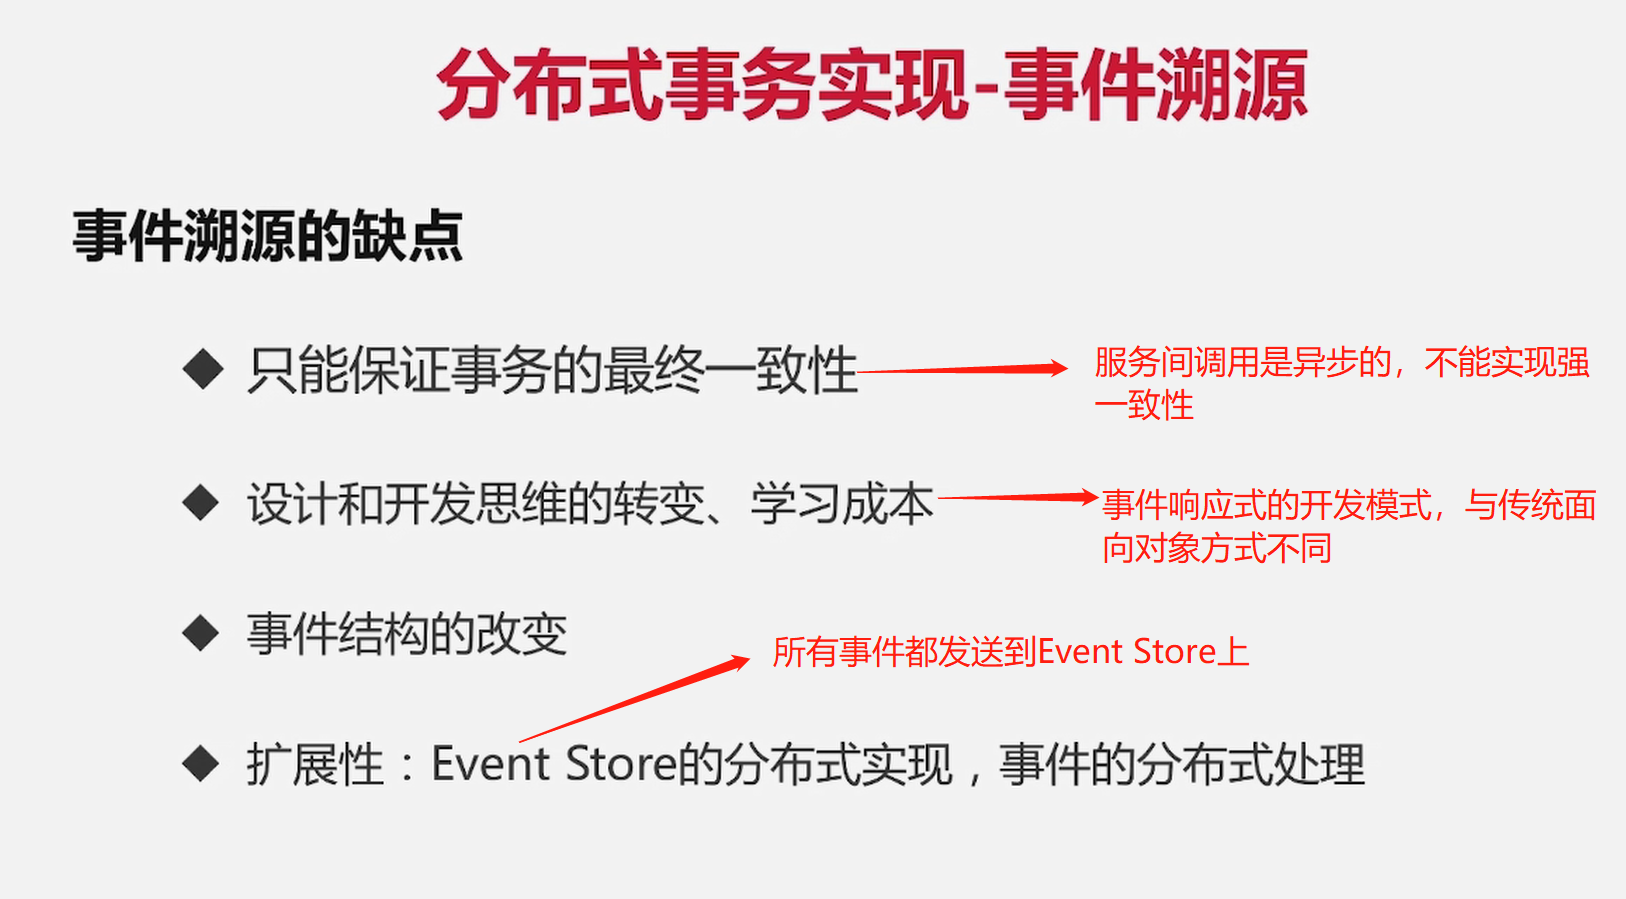 分布式事务实现-事件溯源
事件溯源的缺点
只能保证事务的最终一致性
服务间调用是异步的，不能实现强
一致性
设计和开发思维的转变、学习成本
事件响应式的开发模式，与传统面
向对象方式不同
事件结构的改变
所有事件都发送到Event Store上
扩展性：Event Store的分布式实现，事件的分布式处理